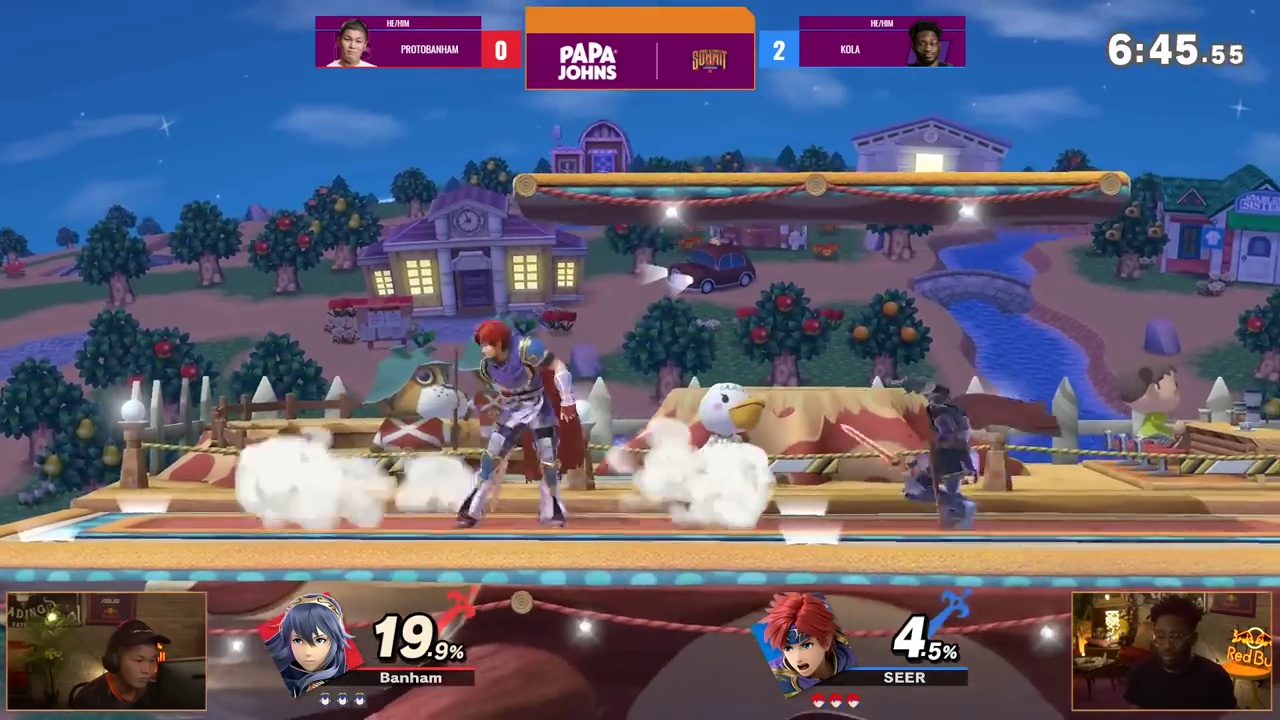 HE/HIM
PROTOBANHAM
0
PAPA
JOHNS
SUMMIT
2
HE/HIM
KOLA
6:45.55
19.9%
Banham
4.5%
SEER
Red Bu